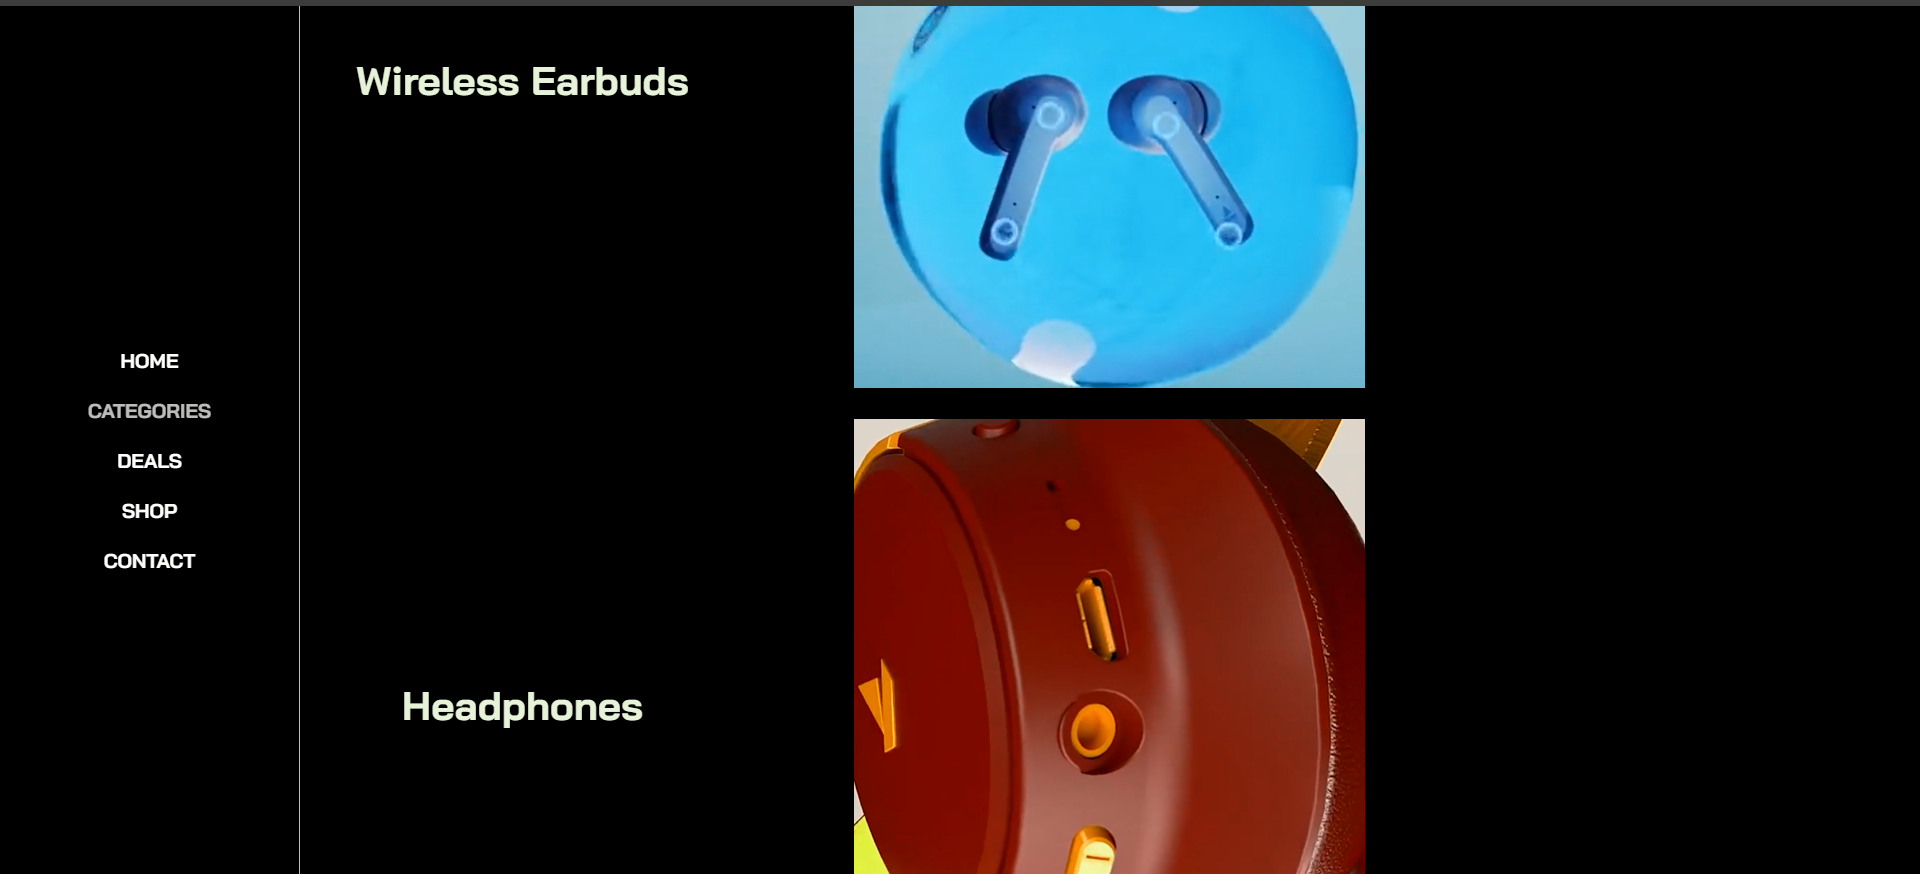 Wireless Earbuds
HOME
CATEGORIES
DEALS
SHOP
CONTACT
Headphones